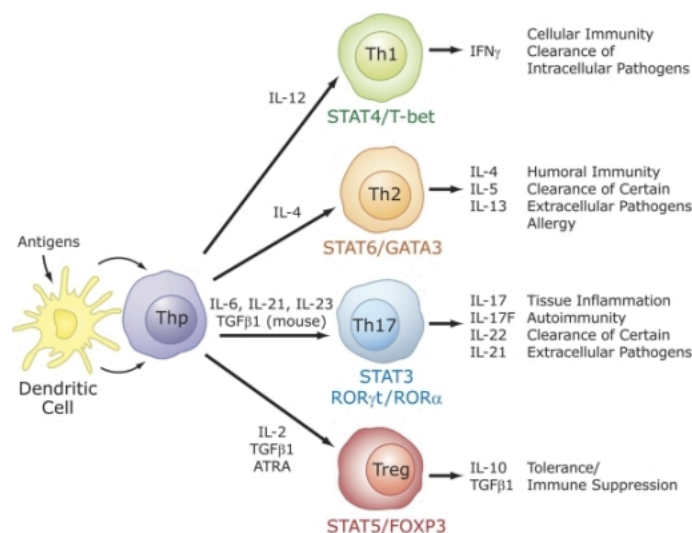 Antigens
Dendritic
Cell
Thp
IL-12
Th1
STAT4/T-bet
IFNγ
Cellular Immunity
Clearance of
Intracellular Pathogens
IL-4
Th2
STAT6/GATA3
IL-4 Humoral Immunity
IL-5 Clearance of Certain
IL-13 Extracellular Pathogens
Allergy
IL-6, IL-21, IL-23
TGFβ1 (mouse)
Th17
STAT3
RORγt/RORα
IL-17 Tissue Inflammation
IL-17F Autoimmunity
IL-22 Clearance of Certain
IL-21 Extracellular Pathogens
IL-2
TGFβ1
ATRA
Treg
STAT5/FOXP3
IL-10 Tolerance/
TGFβ1 Immune Suppression